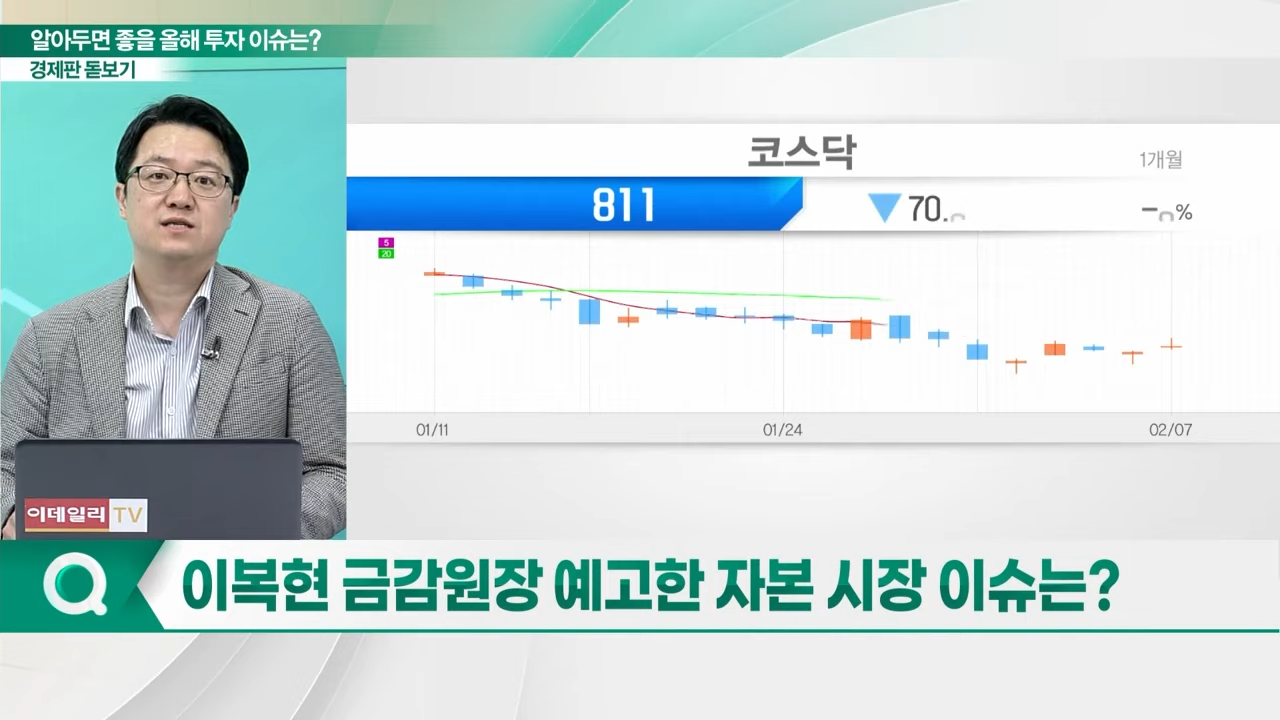 알아두면 좋을 올해 투자 이슈는?
경제판 돋보기
코스닥
1개월
811
▼ 70.
%
5
20
01/11
01/24
02/07
이데일리 TV
이복현 금감원장 예고한 자본 시장 이슈는?